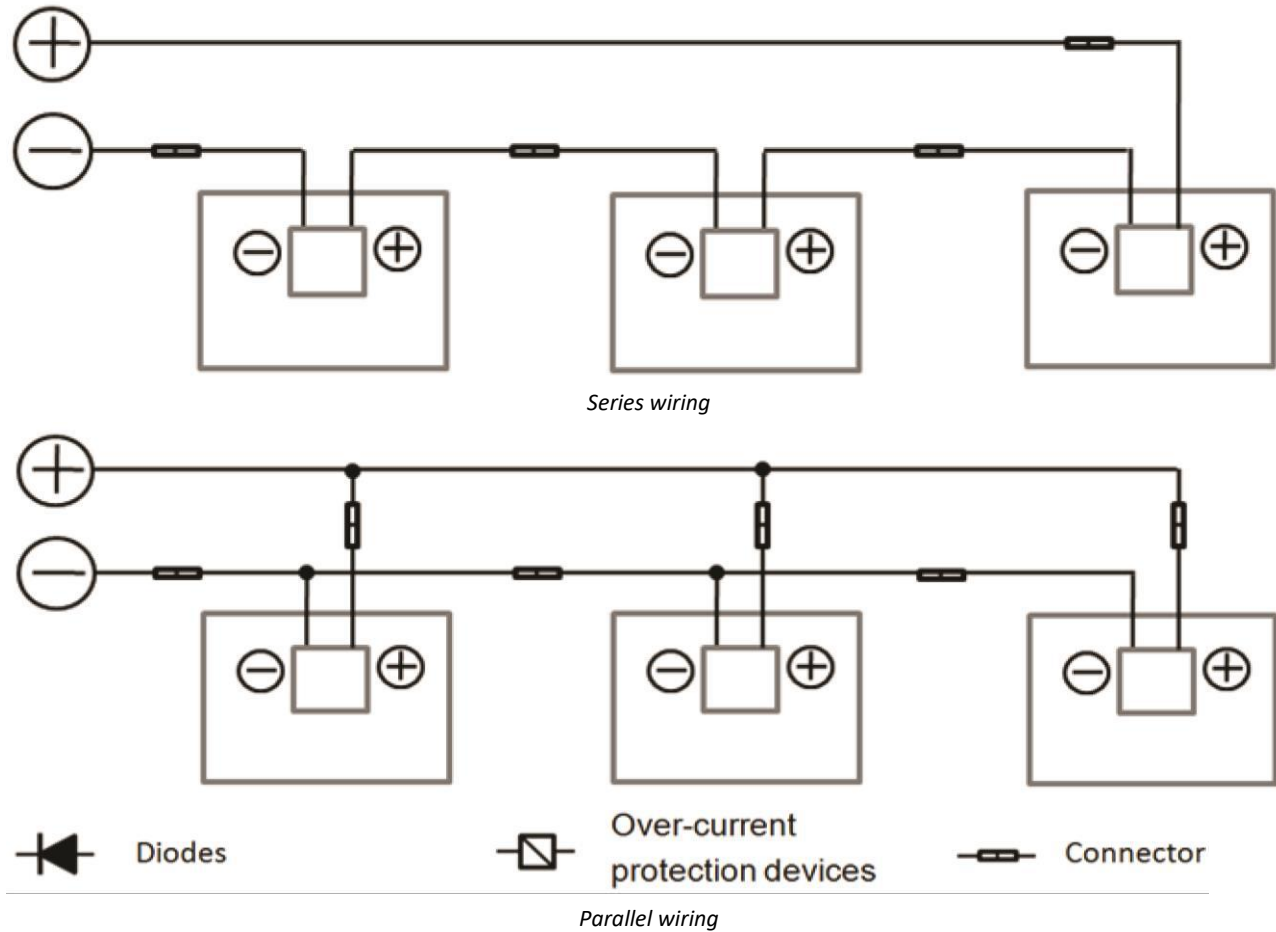 Series wiring
Diodes
Over-current
protection devices
Connector
Parallel wiring